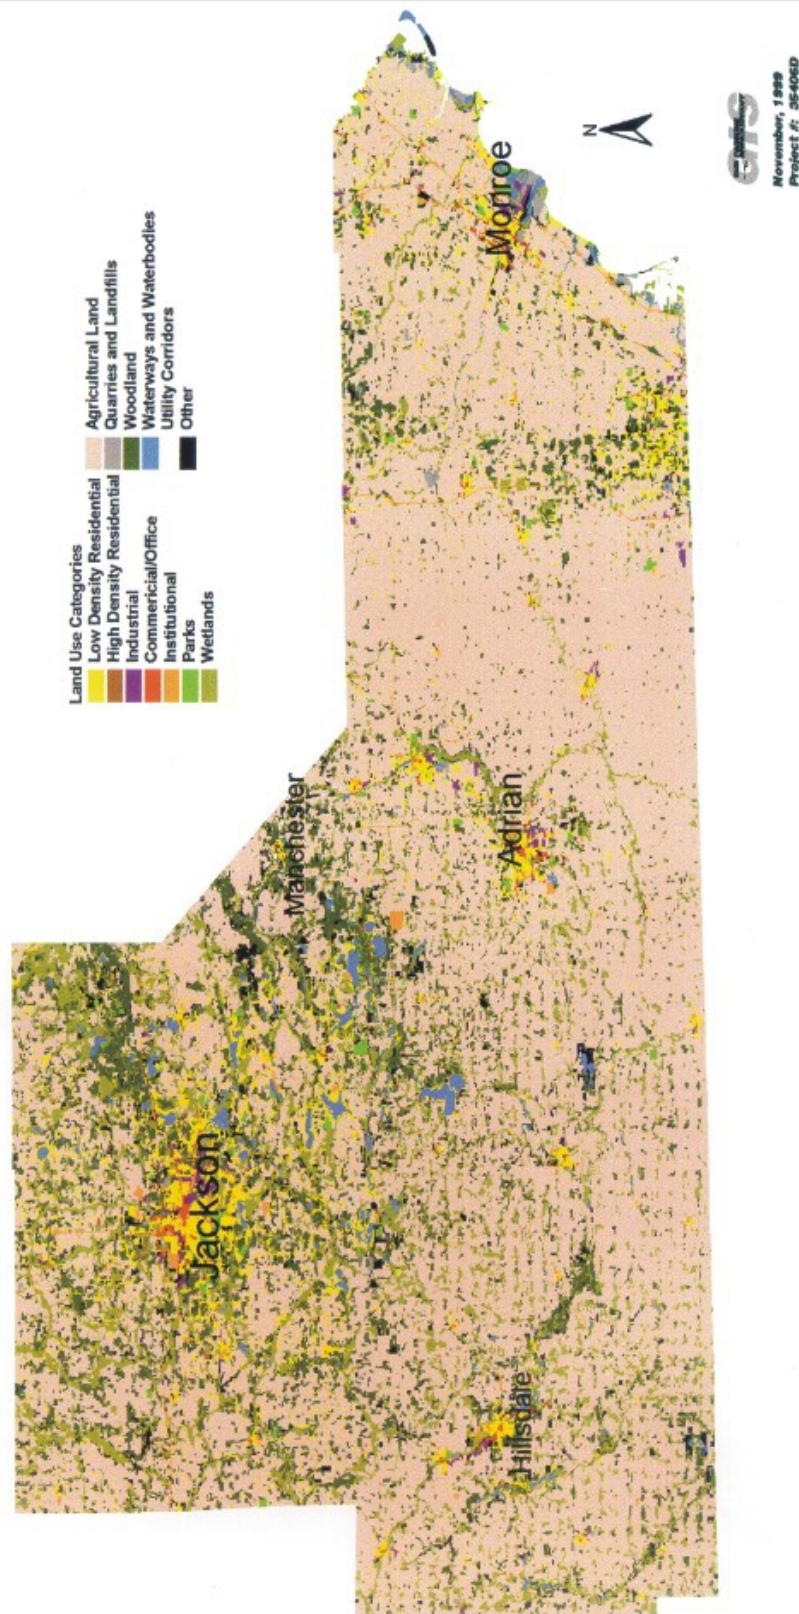 Land Use Categories
Low Density Residential
High Density Residential
Industrial
Commericial/Office
Institutional
Parks
Wetlands
Agricultural Land
Quarries and Landfills
Woodland
Waterways and Waterbodies
Utility Corridors
Other
Jackson
Manchester
Hillsdale
Adrian
Monroe
N
GIS
November, 1999
Project #: 35406D